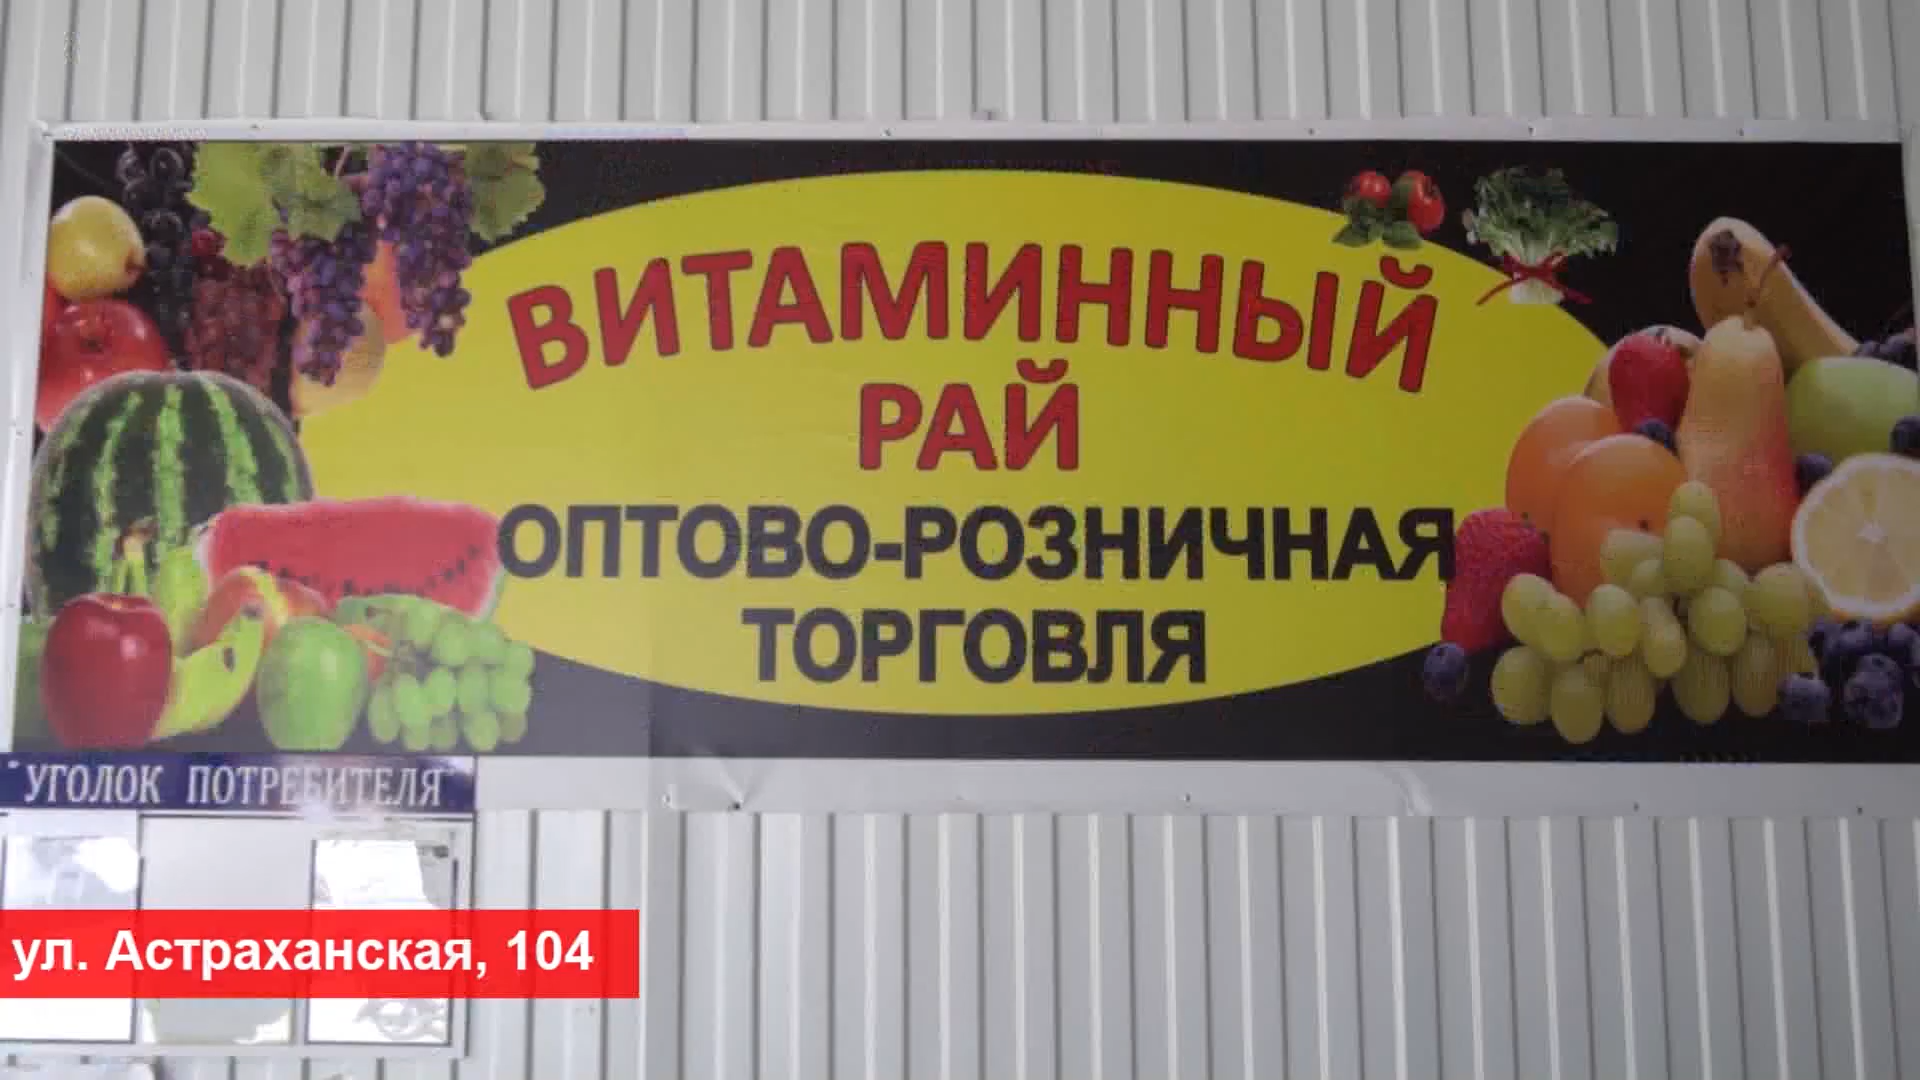 ВИТАМИННЫЙ
РАЙ
ОПТОВО-РОЗНИЧНАЯ
ТОРГОВЛЯ
"УГОЛОК ПОТРЕБИТЕЛЯ"
ул. Астраханская, 104